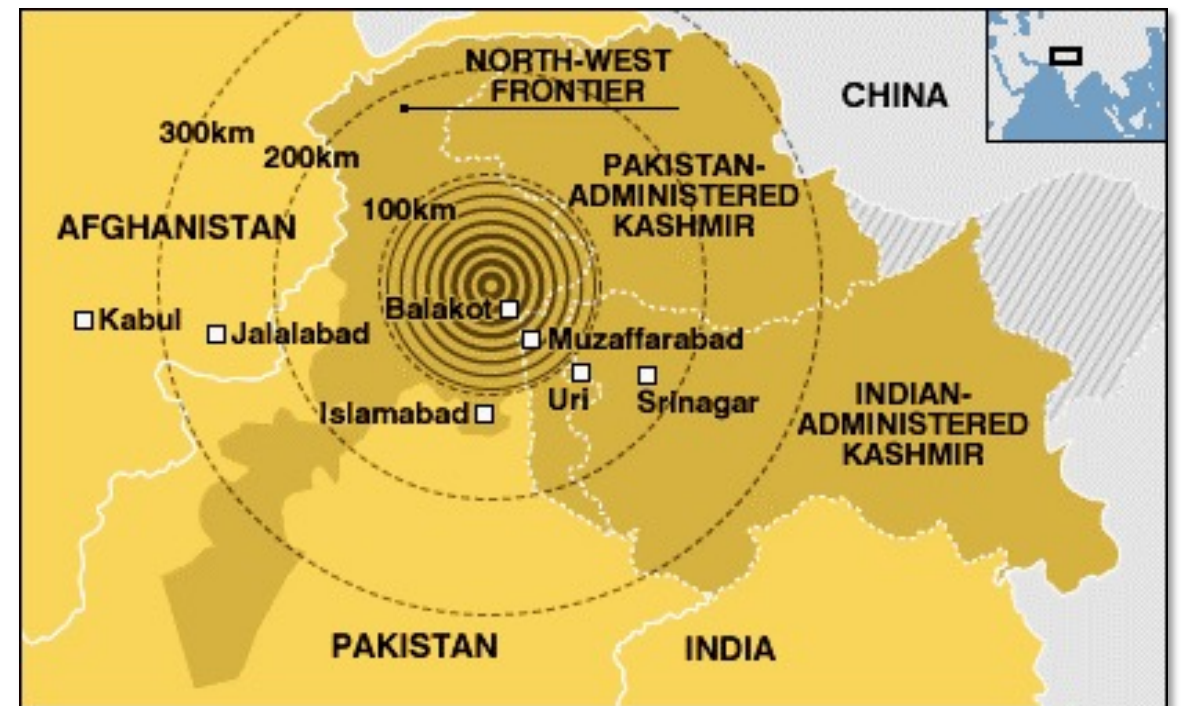 NORTH-WEST
FRONTIER
CHINA
300km
200km
PAKISTAN-
ADMINISTERED
KASHMIR
100km
AFGHANISTAN
Balakot
Kabul
Jalalabad
Muzaffarabad
Uri
Srinagar
Islamabad
INDIAN-
ADMINISTERED
KASHMIR
PAKISTAN
INDIA